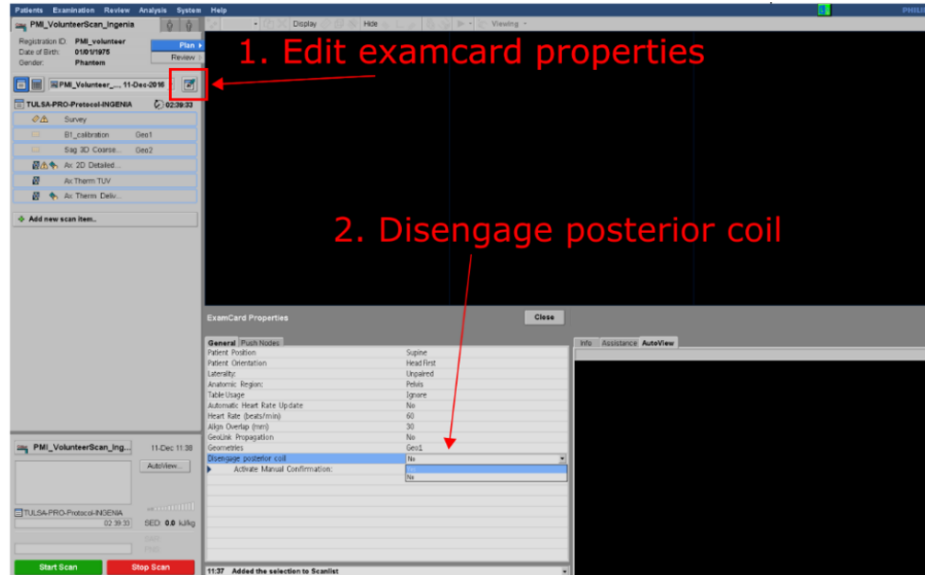 Patients Examination Review Analysis System Help
PHILIPS
PMI_VolunteerScan_Ingenia
Display
Hide
Viewing
Registration ID: PMI_volunteer
Date of Birth: 01/01/1975
Gender: Phantom
Plan
Review
1. Edit examcard properties
PMI_Volunteer_..., 11-Dec-2016
TULSA-PRO-Protocol-INGENIA 02:39:33
Survey
B1_calibration Geo1
Sag 3D Coarse... Geo2
Ax 2D Detailed...
Ax Therm TUV
Ax Therm Deliv...
Add new scan item..
2. Disengage posterior coil
ExamCard Properties
Close
General Push Nodes
Info Assistance AutoView
Patient Position Supine
Patient Orientation Head First
Laterality: Unpaired
Anatomic Region: Pelvis
Table Usage Ignore
Automatic Heart Rate Update No
Heart Rate (beats/min) 60
Align Overlap (mm) 30
GeoLink Propagation No
Geometries Geo1
Disengage posterior coil No
Activate Manual Confirmation:
No
PMI_VolunteerScan_Ing... 11-Dec 11:38
AutoView...
TULSA-PRO-Protocol-INGENIA
02:39:33 SED: 0.0 kJ/kg
Start Scan
Stop Scan
11:37 Added the selection to Scanlist